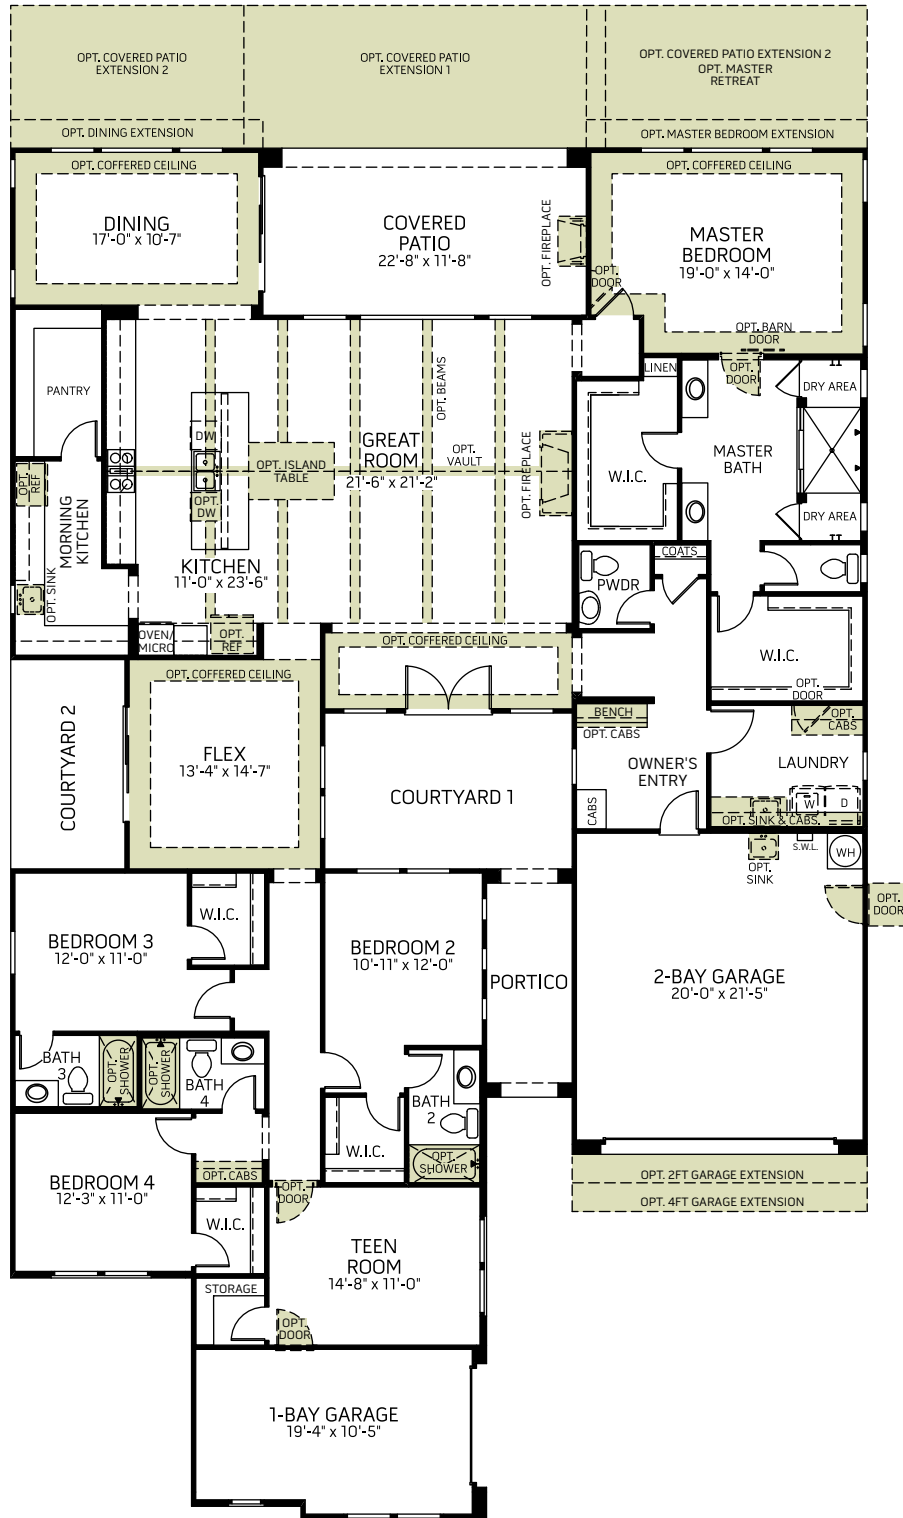 OPT. COVERED PATIO
EXTENSION 2
OPT. COVERED PATIO
EXTENSION 1
OPT. COVERED PATIO EXTENSION 2
OPT. MASTER
RETREAT
OPT. DINING EXTENSION
OPT. MASTER BEDROOM EXTENSION
OPT. COFFERED CEILING
OPT. COFFERED CEILING
DINING
17'-0" x 10'-7"
COVERED
PATIO
22'-8" x 11'-8"
OPT. FIREPLACE
MASTER
BEDROOM
19'-0" x 14'-0"
OPT.
DOOR
OPT. BARN
DOOR
OPT.
DOOR
LINEN
DRY AREA
PANTRY
OPT. BEAMS
DW
GREAT
ROOM
21'-6" x 21'-2"
OPT.
VAULT
OPT. FIREPLACE
OPT. ISLAND
TABLE
W.I.C.
MASTER
BATH
OPT.
REF
OPT.
DW
DRY AREA
MORNING
KITCHEN
OPT. SINK
KITCHEN
11'-0" x 23'-6"
COATS
PWDR
OVEN/
MICRO
OPT.
REF
OPT. COFFERED CEILING
W.I.C.
OPT.
DOOR
OPT. COFFERED CEILING
COURTYARD 2
FLEX
13'-4" x 14'-7"
BENCH
OPT. CABS
OPT.
CABS
OWNER'S
ENTRY
LAUNDRY
COURTYARD 1
CABS
W
D
OPT. SINK & CABS.
S.W.L.
WH
OPT.
SINK
OPT.
DOOR
W.I.C.
BEDROOM 3
12'-0" x 11'-0"
BEDROOM 2
10'-11" x 12'-0"
PORTICO
2-BAY GARAGE
20'-0" x 21'-5"
BATH
3
OPT.
SHOWER
OPT.
SHOWER
BATH
4
BATH
2
W.I.C.
OPT.
SHOWER
OPT. CABS
BEDROOM 4
12'-3" x 11'-0"
OPT.
DOOR
OPT. 2FT GARAGE EXTENSION
OPT. 4FT GARAGE EXTENSION
W.I.C.
TEEN
ROOM
14'-8" x 11'-0"
STORAGE
OPT.
DOOR
1-BAY GARAGE
19'-4" x 10'-5"